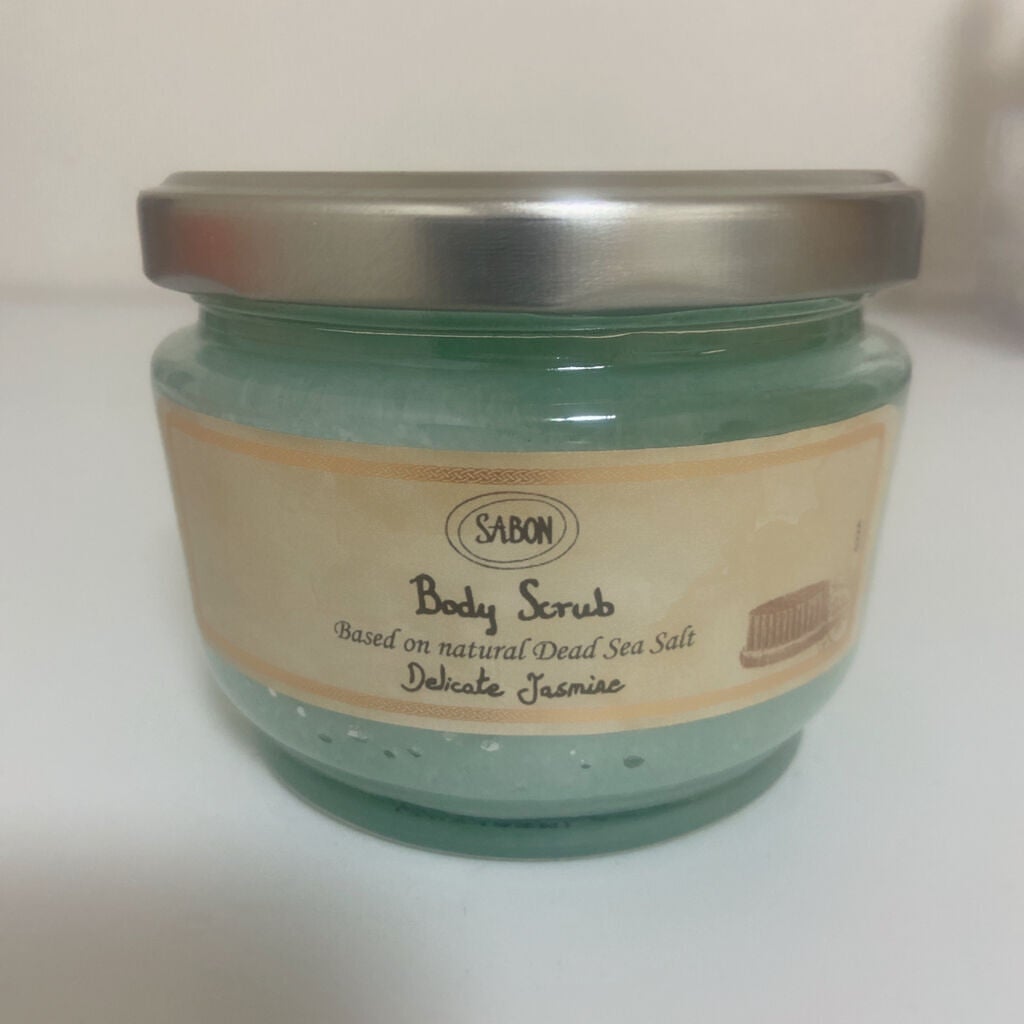 SABON
Body Scrub
Based on natural Dead Sea Salt
Delicate Jasmine